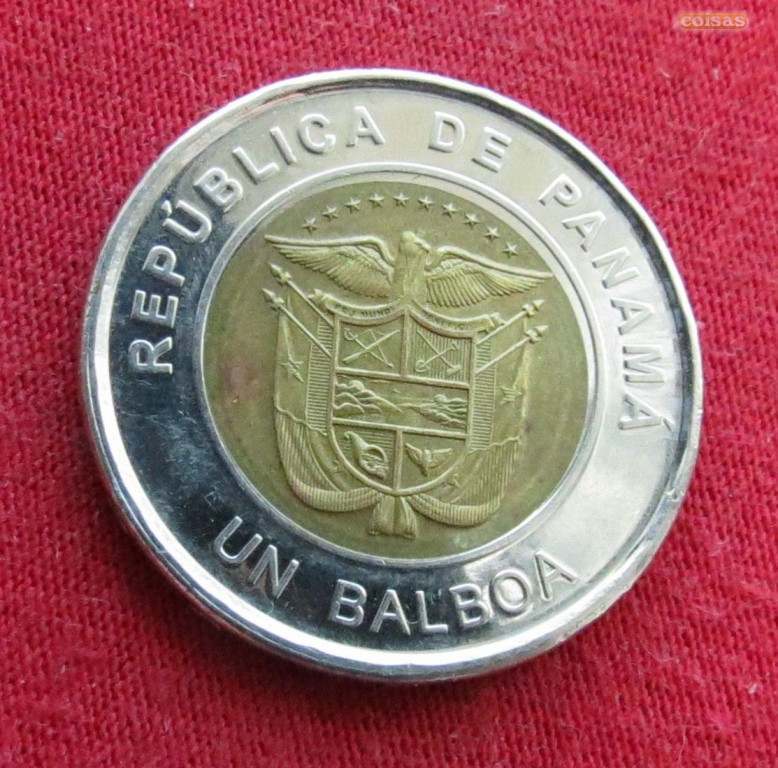 coisas
REPÚBLICA DE PANAMÁ
UN BALBOA